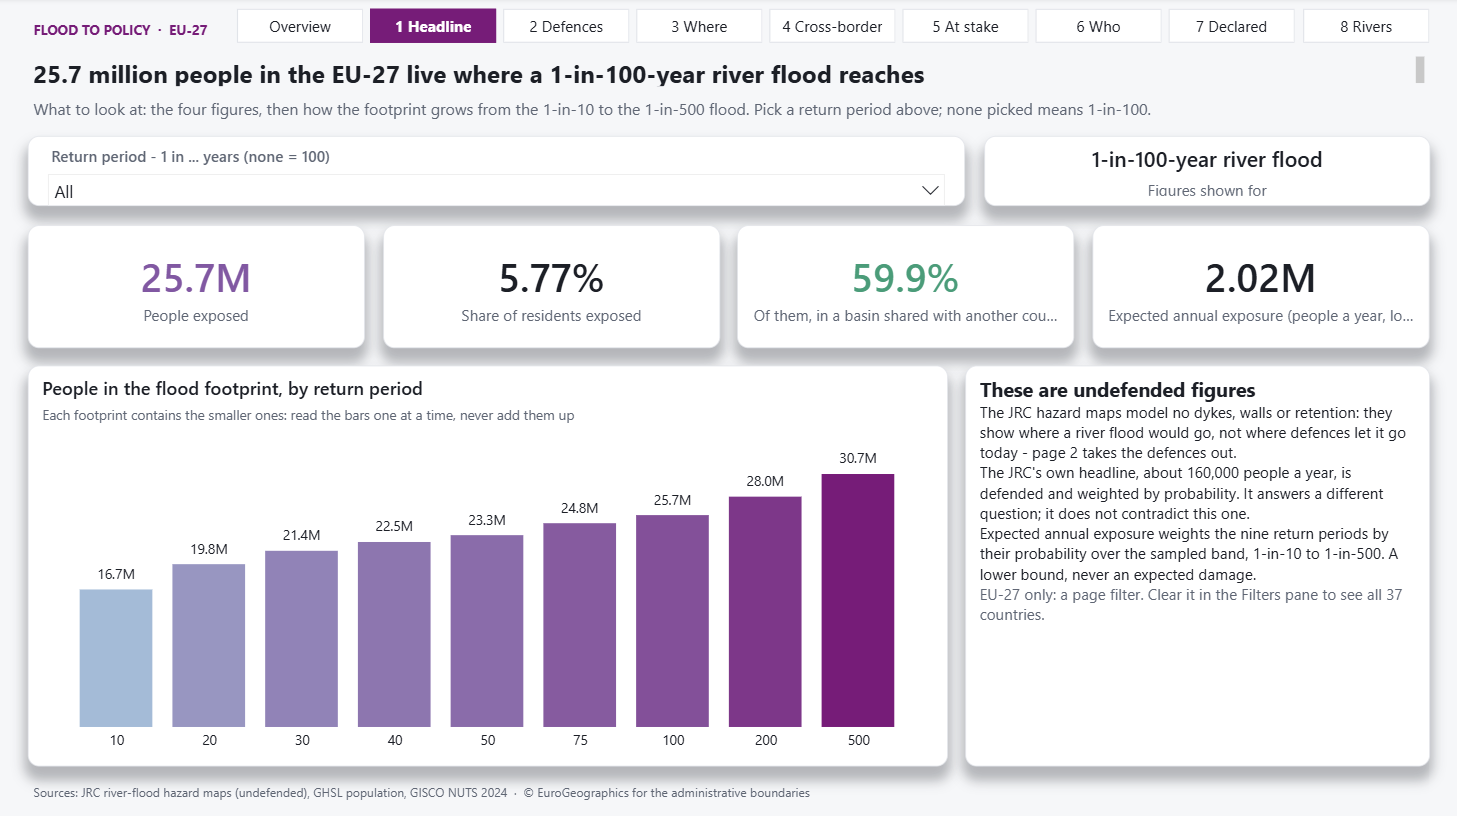 FLOOD TO POLICY · EU-27
Overview
1 Headline
2 Defences
3 Where
4 Cross-border
5 At stake
6 Who
7 Declared
8 Rivers
25.7 million people in the EU-27 live where a 1-in-100-year river flood reaches
What to look at: the four figures, then how the footprint grows from the 1-in-10 to the 1-in-500 flood. Pick a return period above; none picked means 1-in-100.
Return period - 1 in ... years (none = 100)
All
1-in-100-year river flood
Figures shown for
25.7M
People exposed
5.77%
Share of residents exposed
59.9%
Of them, in a basin shared with another cou...
2.02M
Expected annual exposure (people a year, lo...
People in the flood footprint, by return period
Each footprint contains the smaller ones: read the bars one at a time, never add them up
16.7M
19.8M
21.4M
22.5M
23.3M
24.8M
25.7M
28.0M
30.7M
10
20
30
40
50
75
100
200
500
These are undefended figures
The JRC hazard maps model no dykes, walls or retention: they
show where a river flood would go, not where defences let it go
today - page 2 takes the defences out.
The JRC's own headline, about 160,000 people a year, is
defended and weighted by probability. It answers a different
question; it does not contradict this one.
Expected annual exposure weights the nine return periods by
their probability over the sampled band, 1-in-10 to 1-in-500. A
lower bound, never an expected damage.
EU-27 only: a page filter. Clear it in the Filters pane to see all 37
countries.
Sources: JRC river-flood hazard maps (undefended), GHSL population, GISCO NUTS 2024 · © EuroGeographics for the administrative boundaries